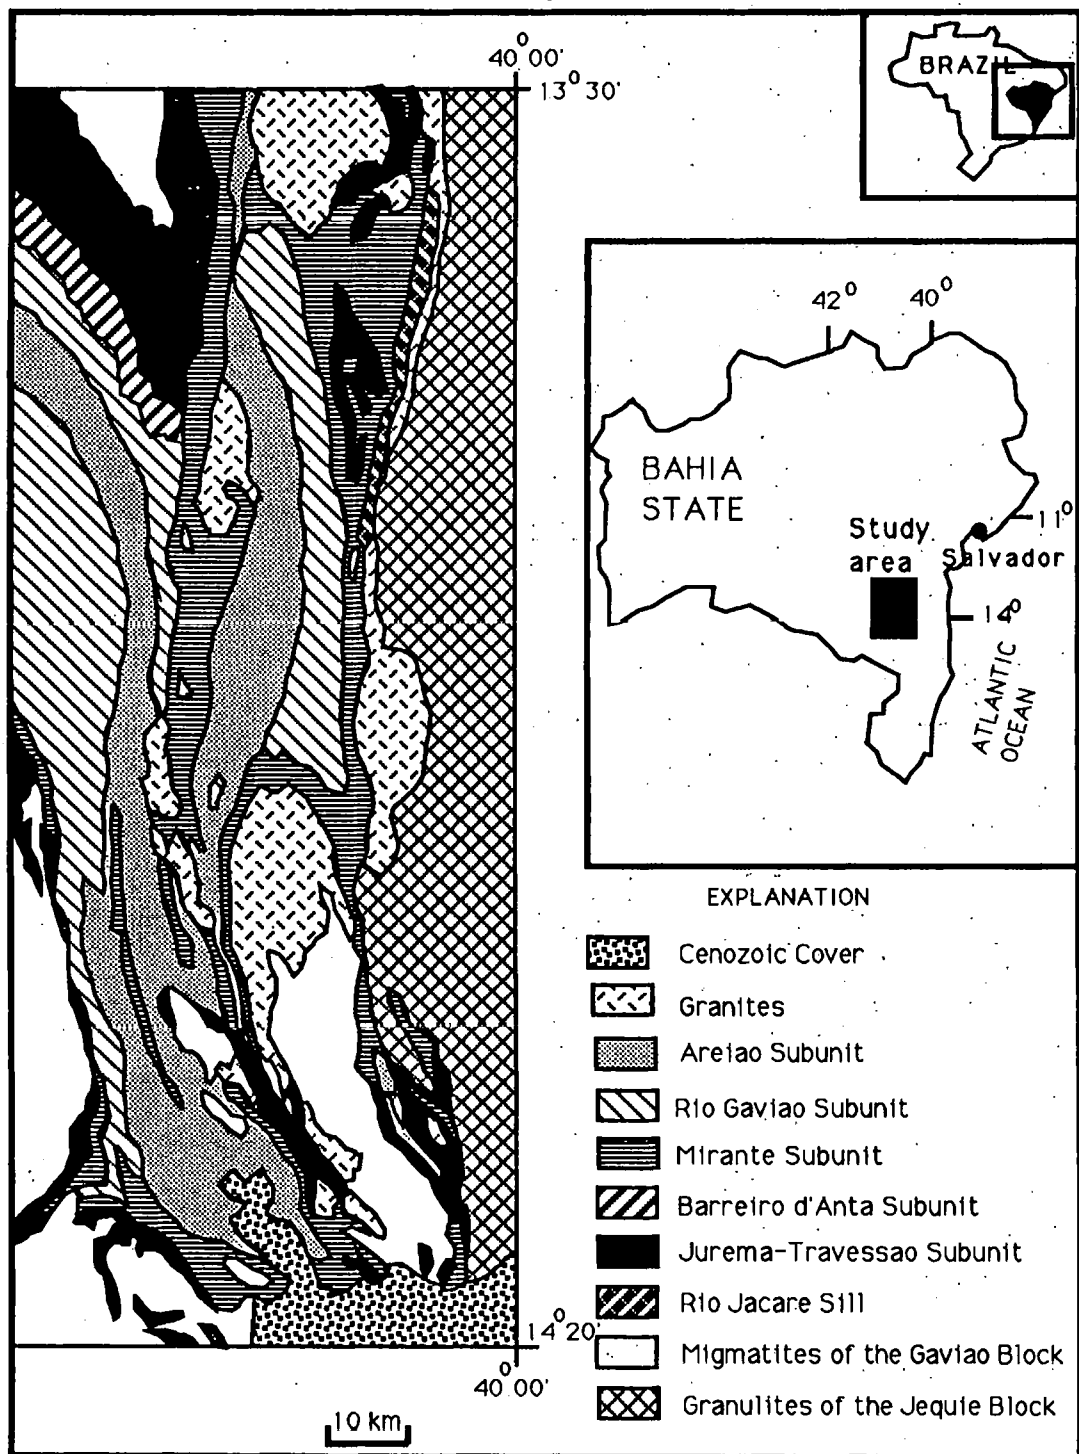 40°00'
13°30'
BRAZIL
42°
40°
BAHIA
STATE
Study
area
Salvador
11°
14°
ATLANTIC
OCEAN
EXPLANATION
Cenozoic Cover
Granites
Areiao Subunit
Rio Gaviao Subunit
Mirante Subunit
Barreiro d'Anta Subunit
Jurema-Travessao Subunit
Rio Jacare Sill
Migmatites of the Gaviao Block
Granulites of the Jequie Block
14°20'
40°00'
10 km